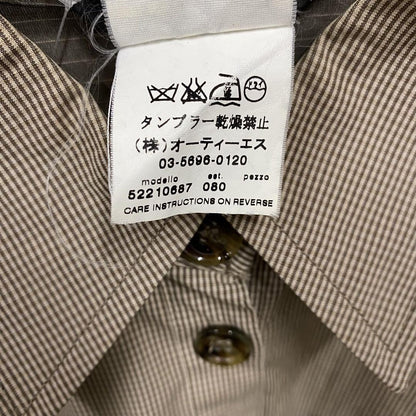 タンブラー乾燥禁止
(株)オーティーエス
03-5696-0120
modello est. pezzo
52210687 080
CARE INSTRUCTIONS ON REVERSE